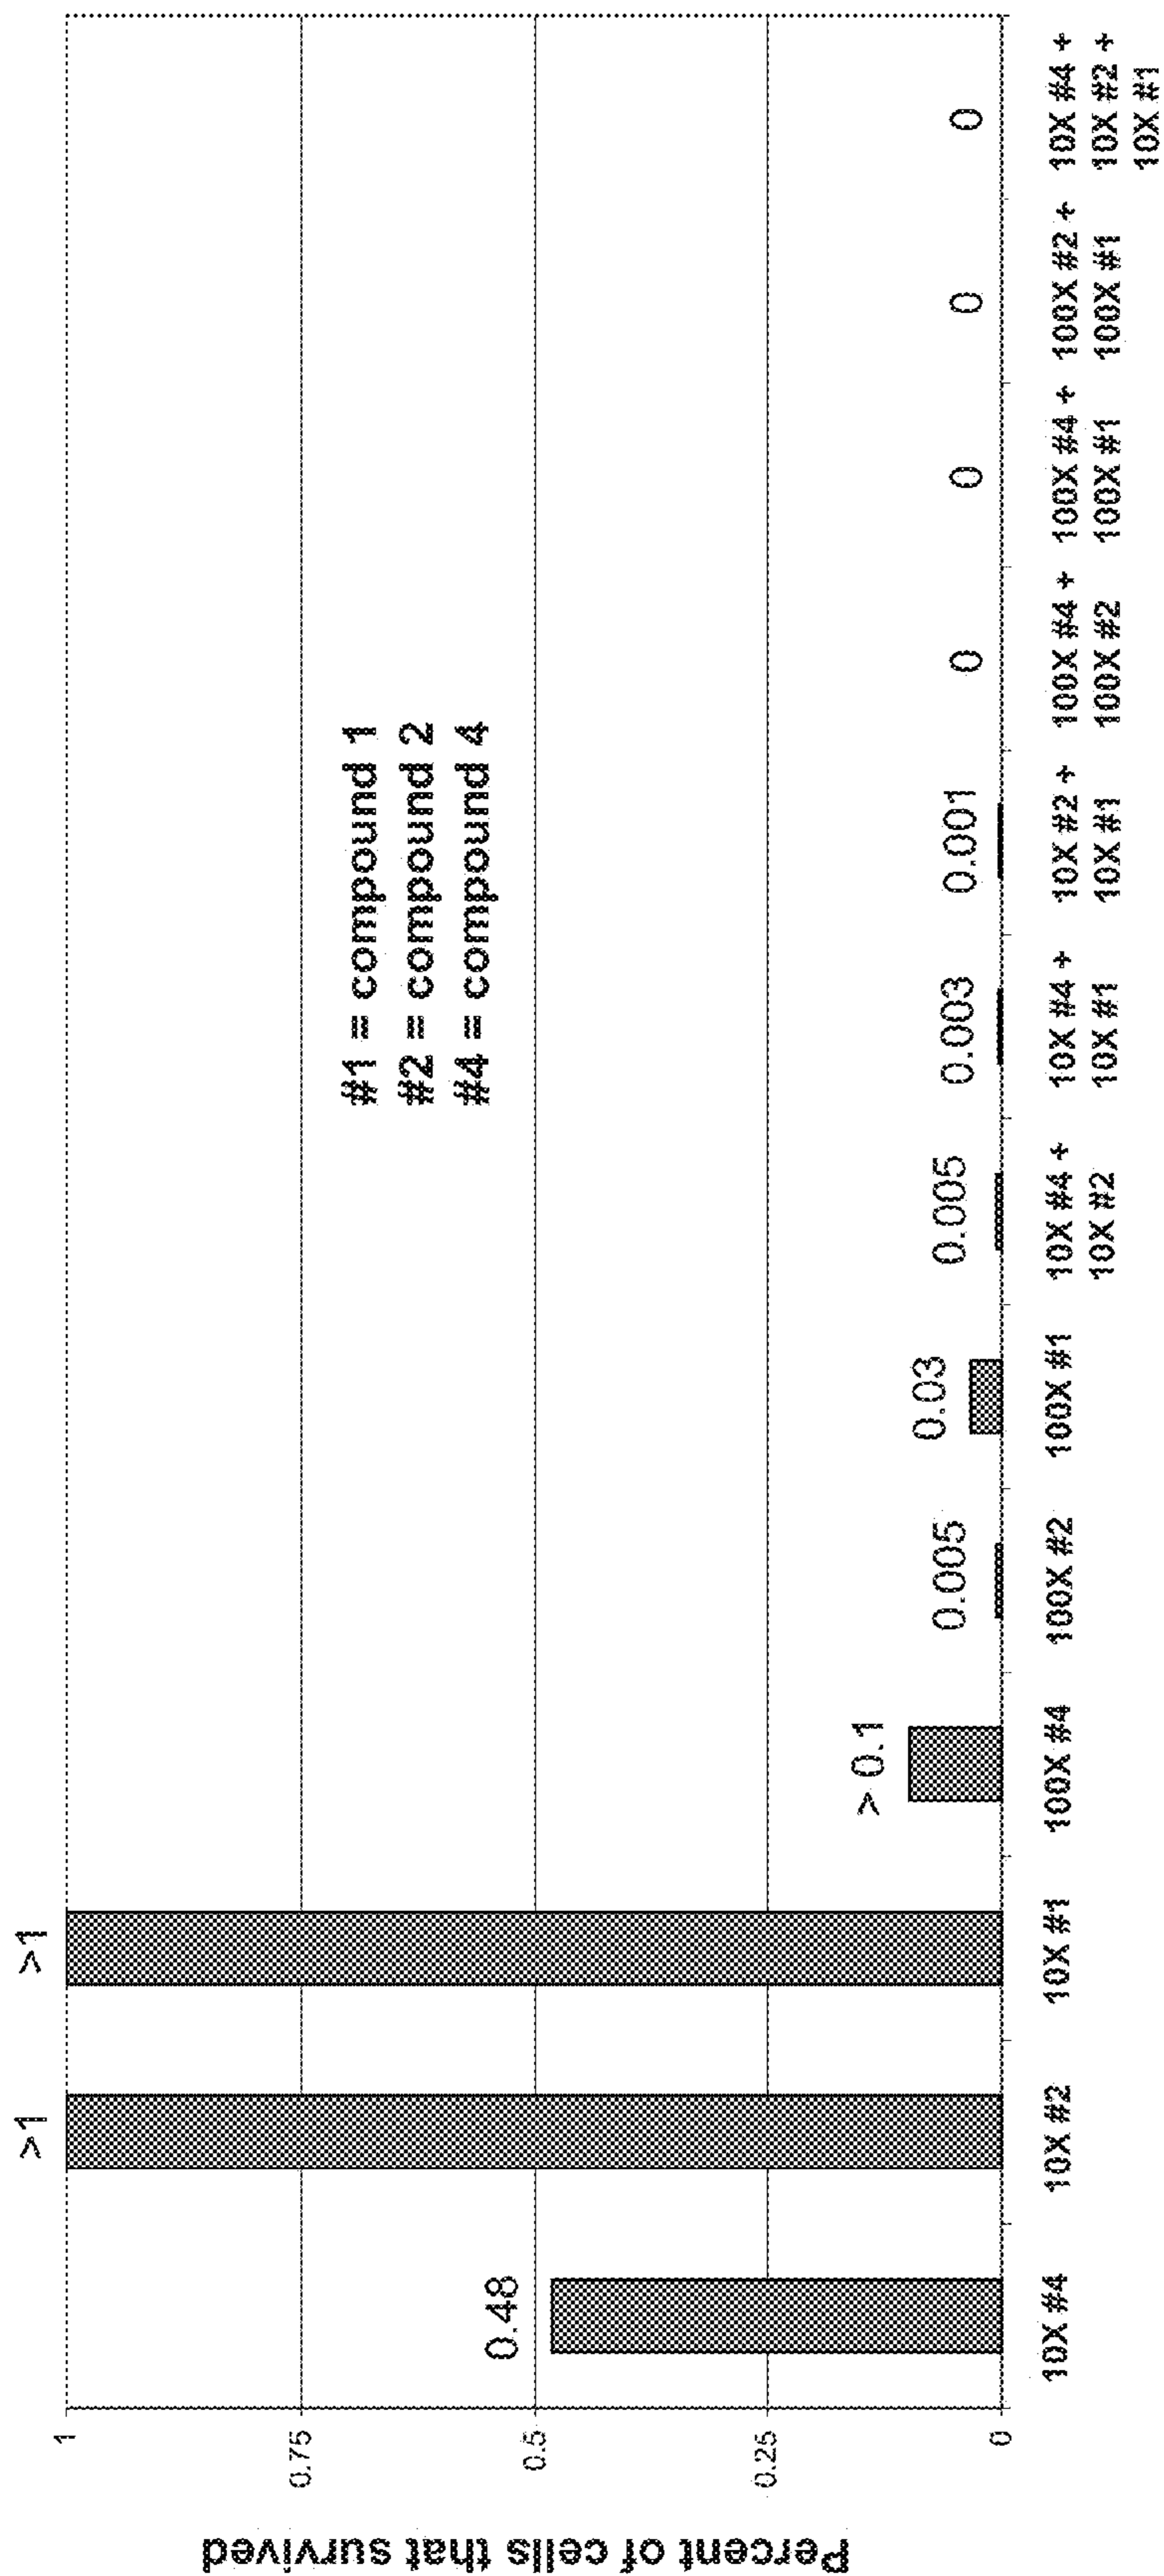 Percent of cells that survived
1
0.75
0.5
0.25
0
0.48
>1
>1
> 0.1
0.005
0.03
0.005
0.003
0.001
0
0
0
0
#1 = compound 1
#2 = compound 2
#4 = compound 4
10X #4
10X #2
10X #1
100X #4
100X #2
100X #1
10X #4 +
10X #2
10X #4 +
10X #1
10X #2 +
10X #1
100X #4 +
100X #2
100X #4 +
100X #1
100X #2 +
100X #1
10X #4 +
10X #2 +
10X #1